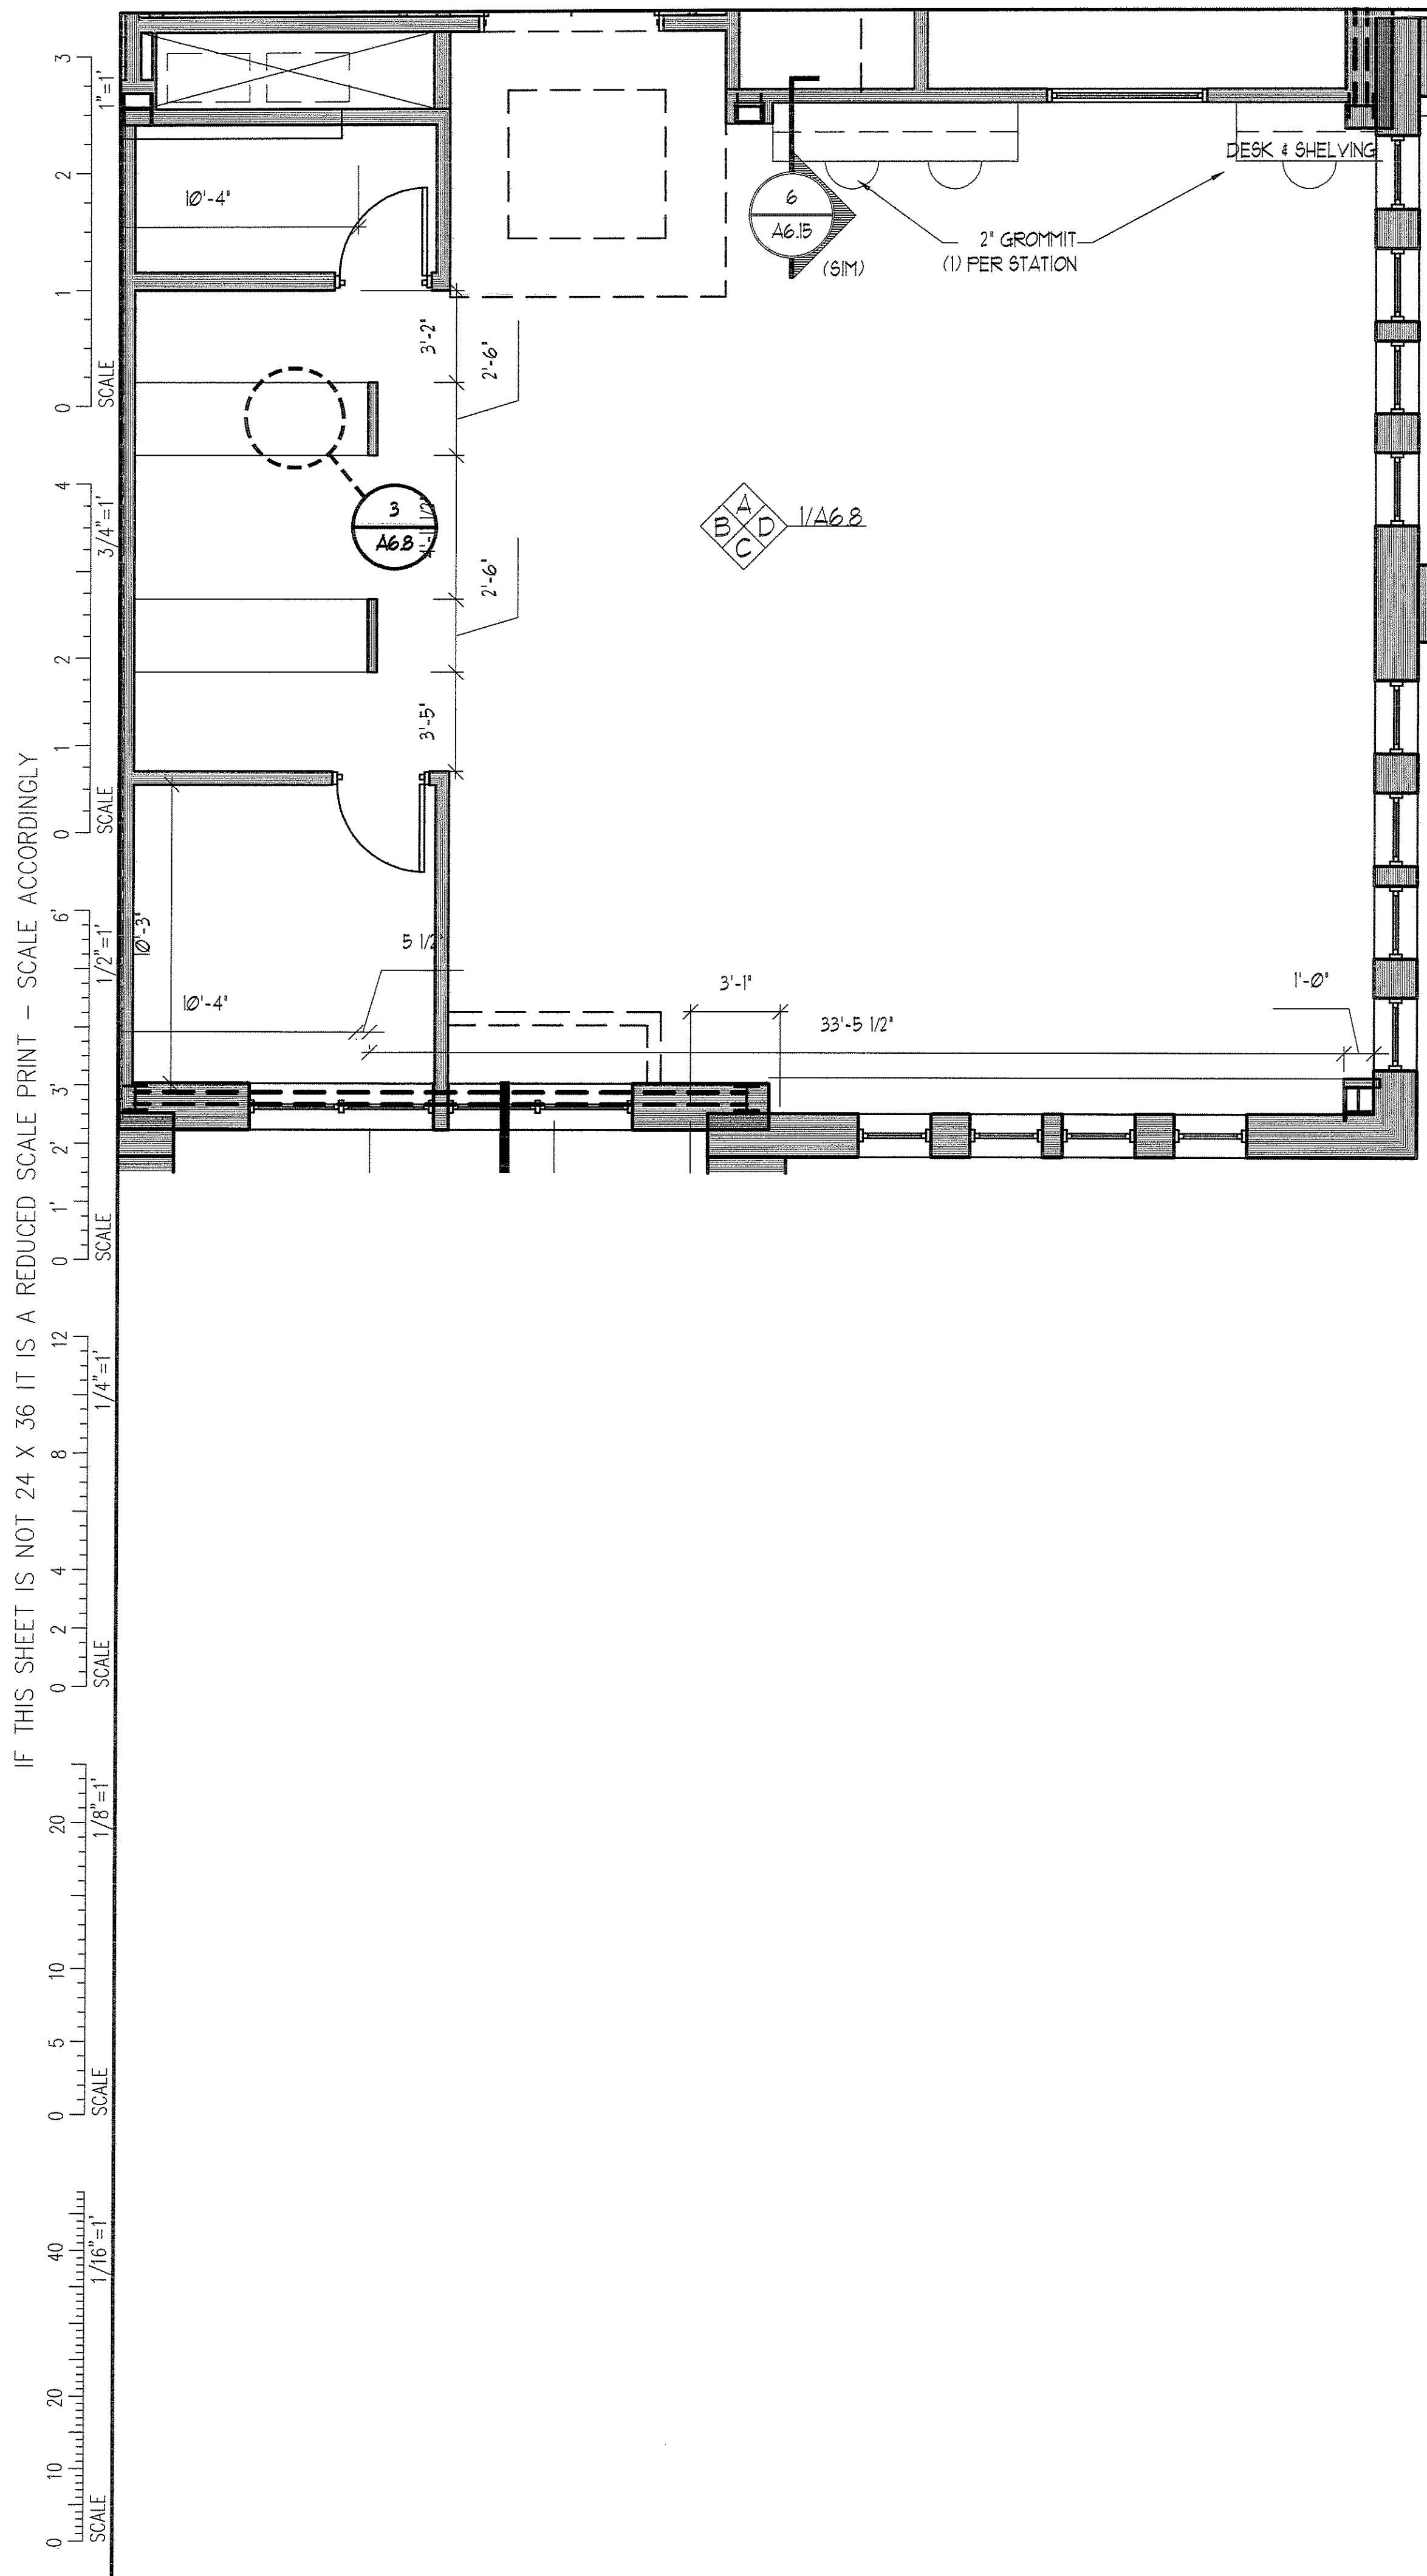 IF THIS SHEET IS NOT 24 X 36 IT IS A REDUCED SCALE PRINT – SCALE ACCORDINGLY
3
2
1
0
1"=1'
SCALE
4
2
1
0
3/4"=1'
SCALE
6'
3'
2'
1'
0
1/2"=1'
SCALE
12
8
4
2
0
1/4"=1'
SCALE
20
10
5
0
1/8"=1'
SCALE
40
20
10
0
1/16"=1'
SCALE
10'-4"
DESK & SHELVING
6
A6.15
(SIM)
2" GROMMIT
(1) PER STATION
3'-2"
2'-6"
3
A6.8
A
B D
C
1/A6.8
2'-6"
3'-5"
10'-3"
5 1/2"
10'-4"
3'-1"
33'-5 1/2"
1'-0"